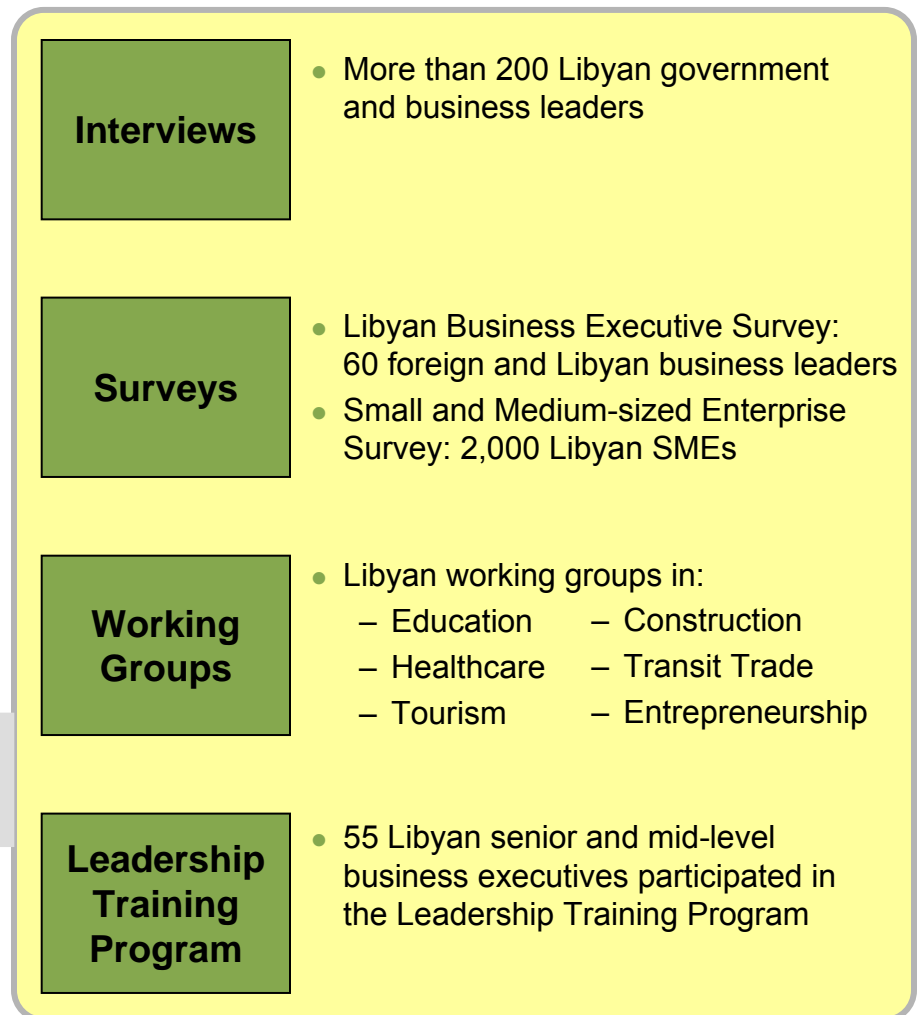 Interviews
● More than 200 Libyan government
and business leaders
Surveys
● Libyan Business Executive Survey:
60 foreign and Libyan business leaders
● Small and Medium-sized Enterprise
Survey: 2,000 Libyan SMEs
Working
Groups
● Libyan working groups in:
– Education
– Healthcare
– Tourism
– Construction
– Transit Trade
– Entrepreneurship
Leadership
Training
Program
● 55 Libyan senior and mid-level
business executives participated in
the Leadership Training Program